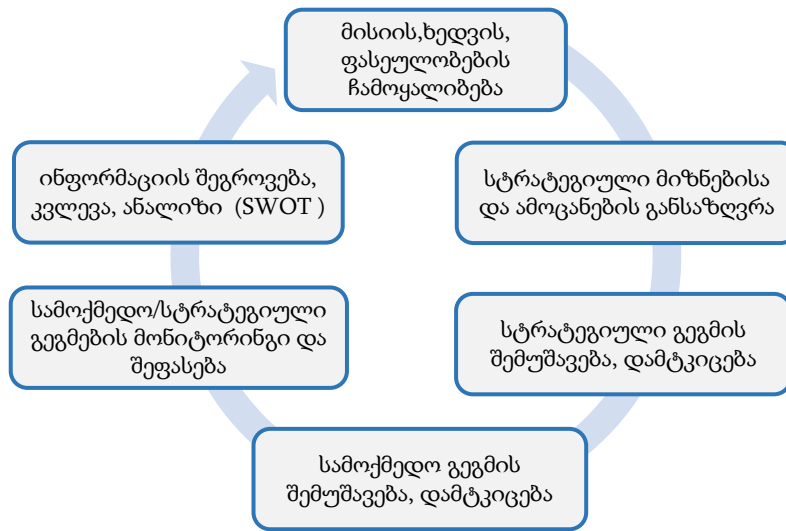 მისიის,ხედვის,
ფასეულობების
ჩამოყალიბება
სტრატეგიული მიზნებისა
და ამოცანების განსაზღვრა
სტრატეგიული გეგმის
შემუშავება, დამტკიცება
სამოქმედო გეგმის
შემუშავება, დამტკიცება
სამოქმედო/სტრატეგიული
გეგმების მონიტორინგი და
შეფასება
ინფორმაციის შეგროვება,
კვლევა, ანალიზი (SWOT )